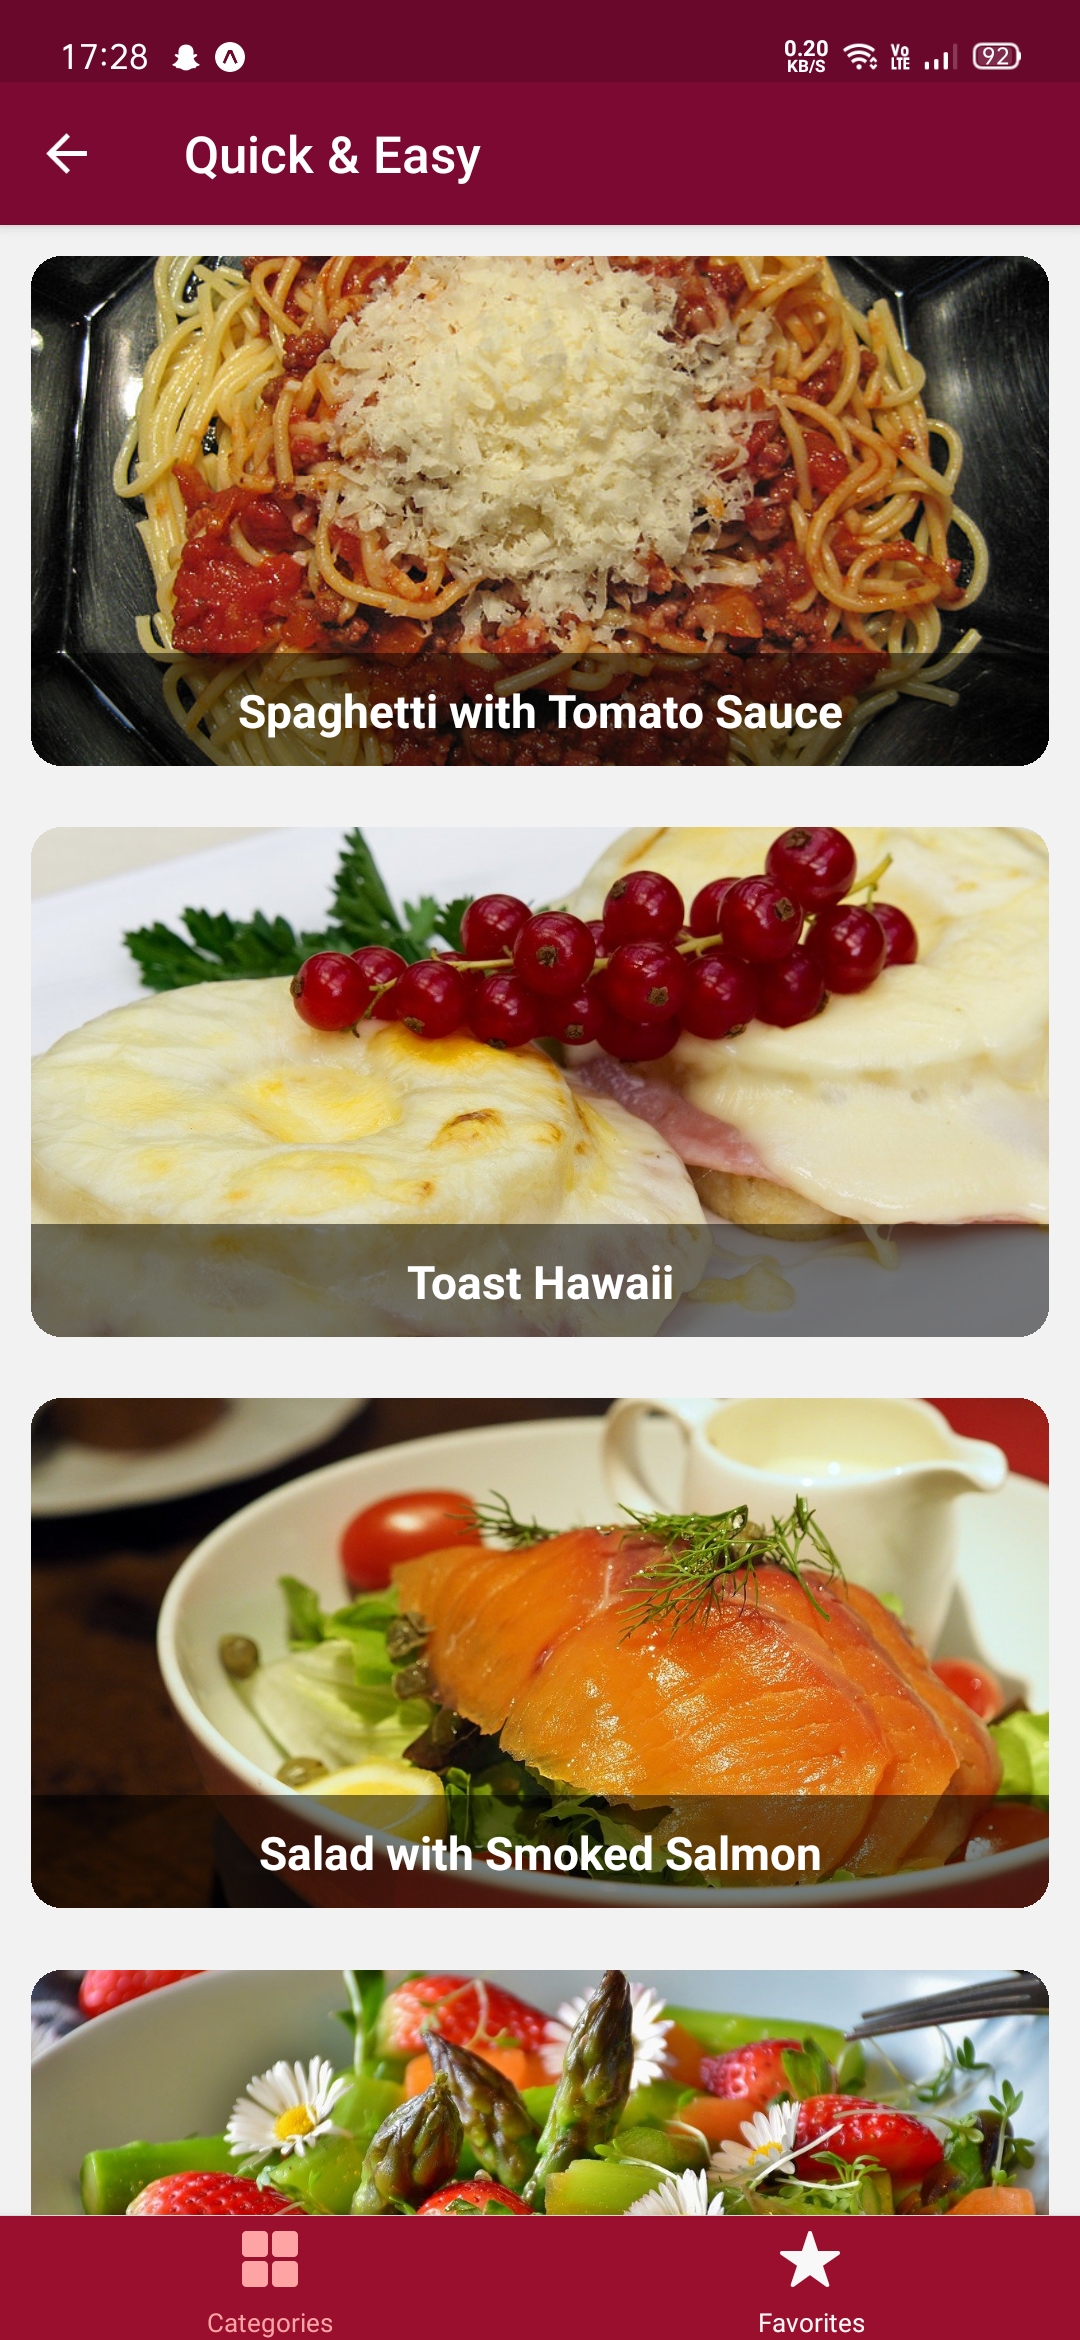 17:28
0.20
KB/S
Vo
LTE
92
Quick & Easy
Spaghetti with Tomato Sauce
Toast Hawaii
Salad with Smoked Salmon
Categories
Favorites